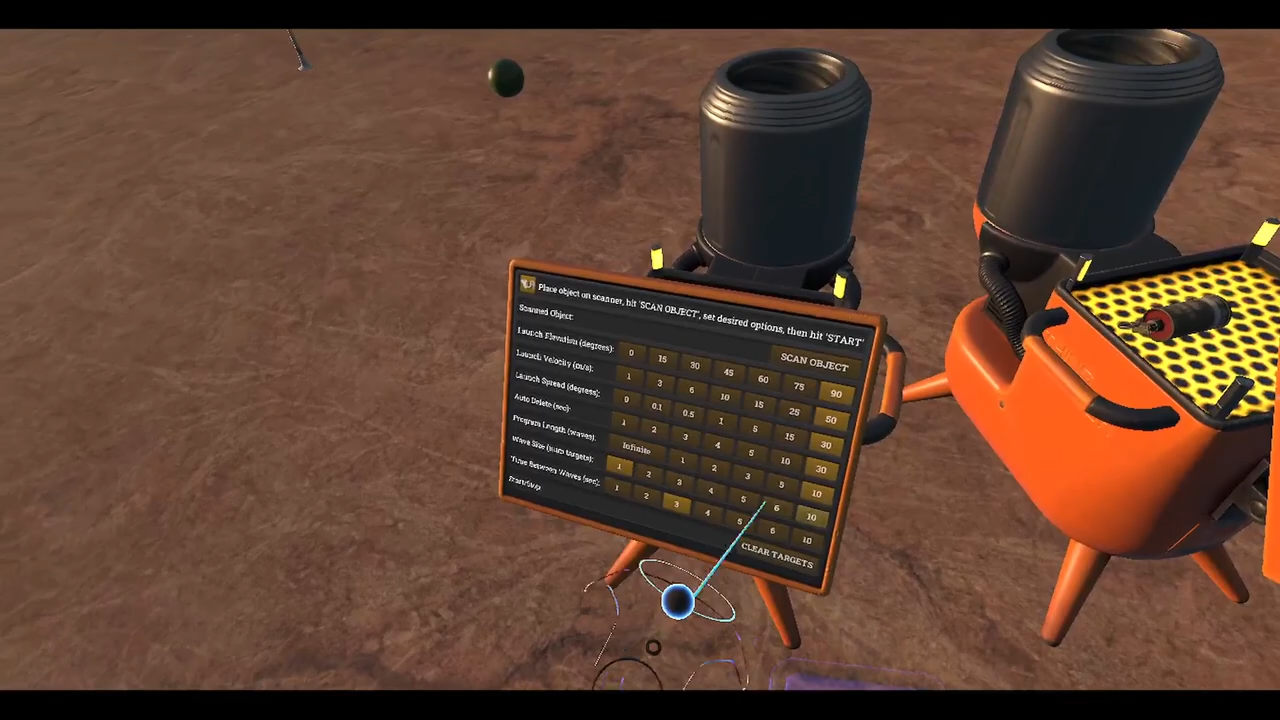 Place object on scanner, hit 'SCAN OBJECT', set desired options, then hit 'START'
Scanned Object: SCAN OBJECT
Launch Elevation (degrees): 0 15 30 45 60 75 90
Launch Velocity (m/s): 1 3 6 10 15 25 50
Launch Spread (degrees): 0 0.1 0.5 1 5 15 30
Auto Delete (sec): 1 2 3 4 5 10 30
Program Length (waves): Infinite 1 2 3 5 10
Wave Size (num targets): 1 2 3 4 5 6 10
Time Between Waves (sec): 1 2 3 4 5 6 10
Start/Stop: CLEAR TARGETS